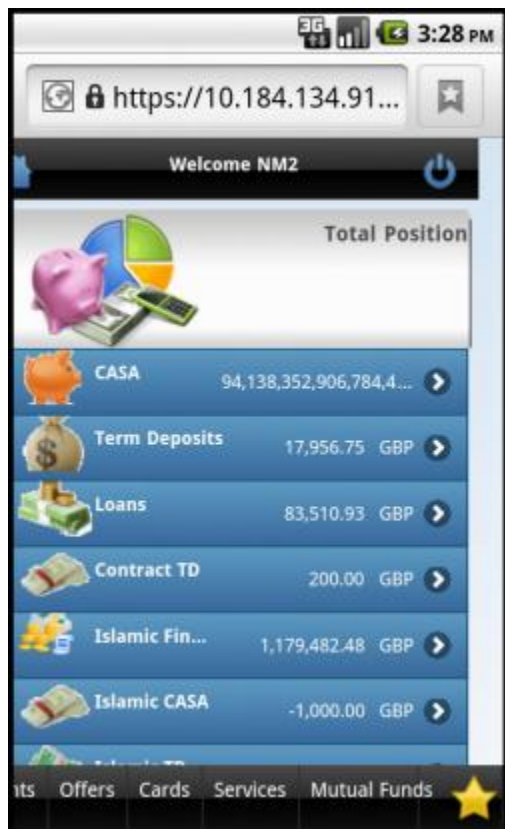 3G 3:28 PM
https://10.184.134.91...
Welcome NM2
Total Position
CASA 94,138,352,906,784,4...
Term Deposits 17,956.75 GBP
$
Loans 83,510.93 GBP
Contract TD 200.00 GBP
Islamic Fin... 1,179,482.48 GBP
Islamic CASA -1,000.00 GBP
nts Offers Cards Services Mutual Funds